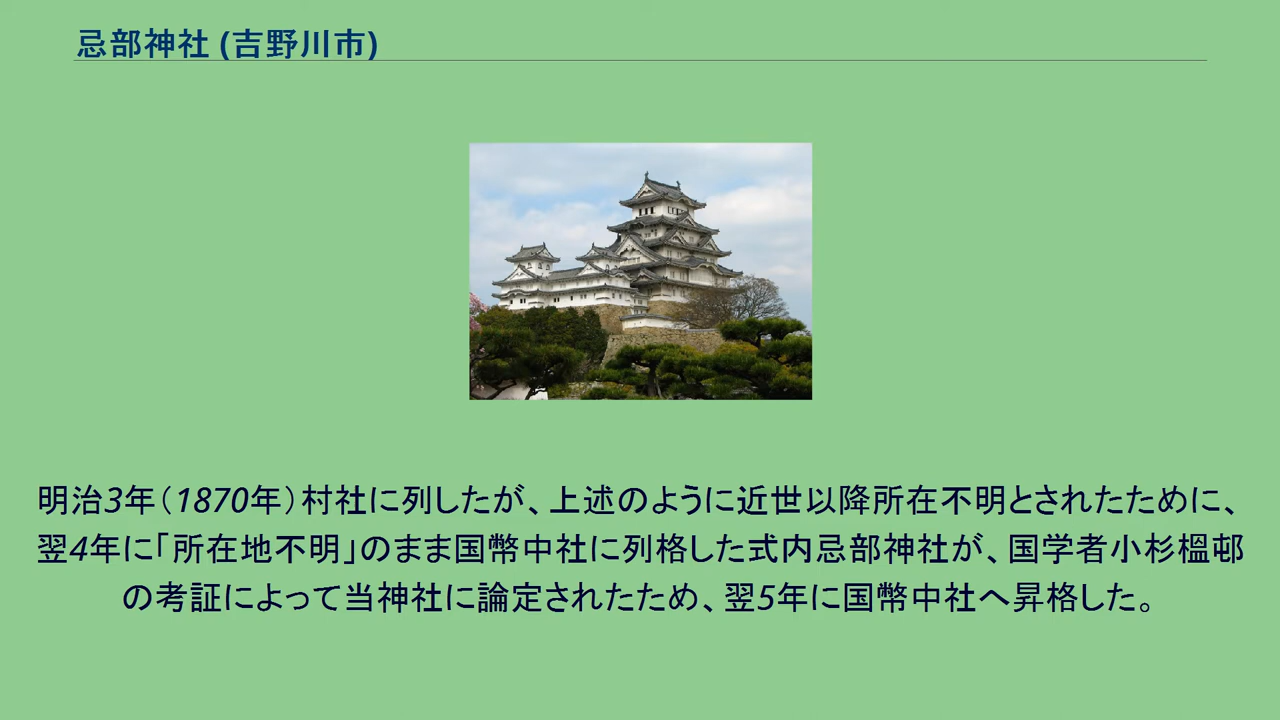 忌部神社 (吉野川市)
明治3年（1870年）村社に列したが、上述のように近世以降所在不明とされたために、
翌4年に｢所在地不明｣のまま国幣中社に列格した式内忌部神社が、国学者小杉榲邨
の考証によって当神社に論定されたため、翌5年に国幣中社へ昇格した。